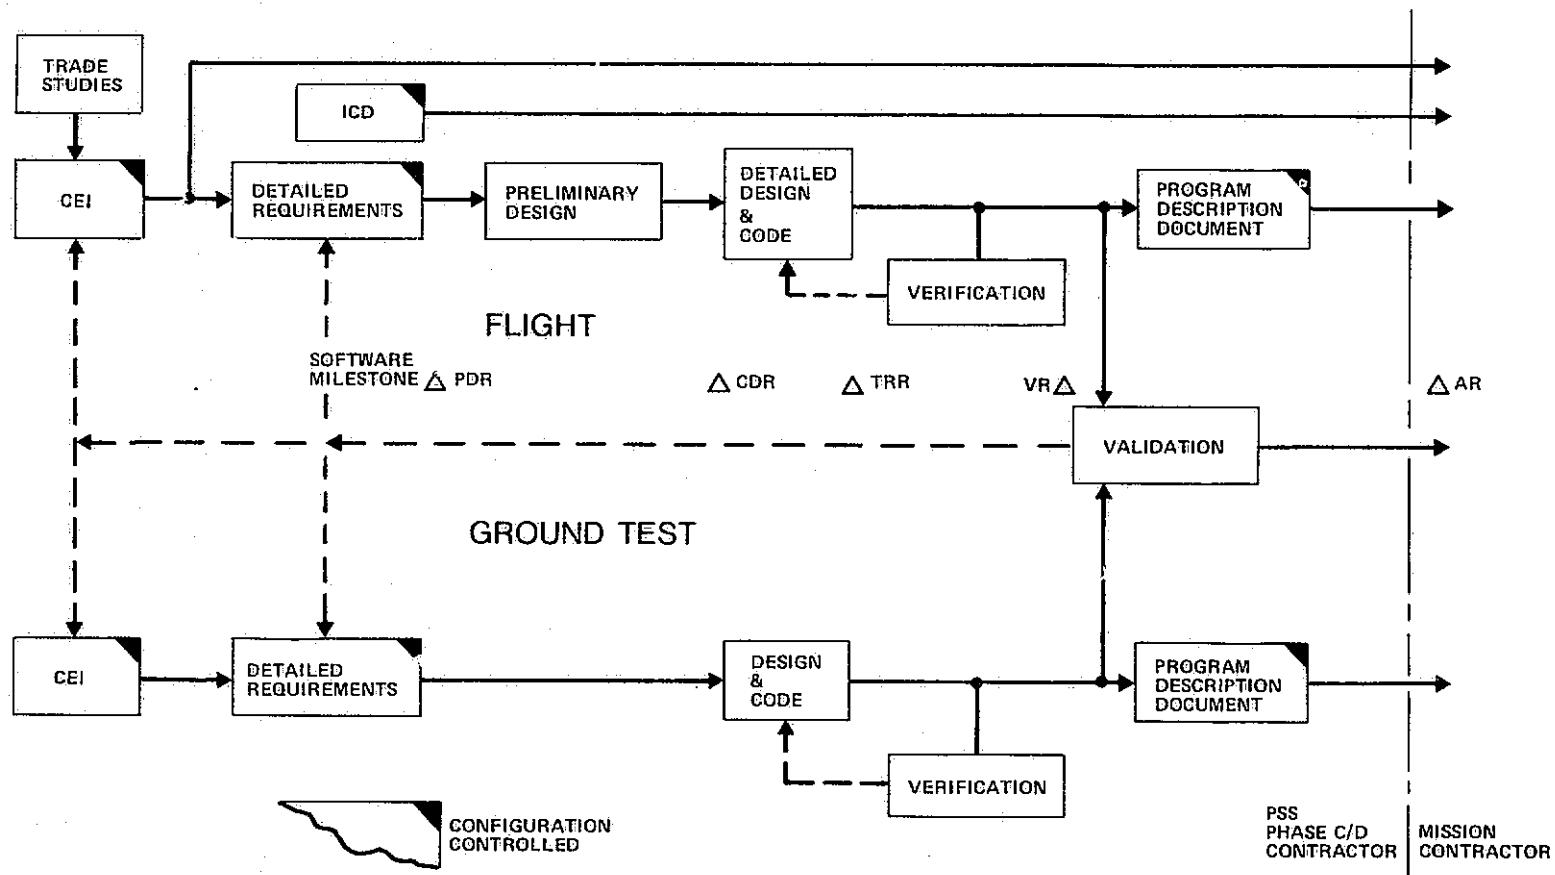 TRADE
STUDIES
ICD
CEI
DETAILED
REQUIREMENTS
PRELIMINARY
DESIGN
DETAILED
DESIGN
&
CODE
PROGRAM
DESCRIPTION
DOCUMENT
VERIFICATION
FLIGHT
SOFTWARE
MILESTONE △ PDR
△ CDR
△ TRR
VR △
△ AR
VALIDATION
GROUND TEST
CEI
DETAILED
REQUIREMENTS
DESIGN
&
CODE
PROGRAM
DESCRIPTION
DOCUMENT
VERIFICATION
CONFIGURATION
CONTROLLED
PSS
PHASE C/D
CONTRACTOR
MISSION
CONTRACTOR